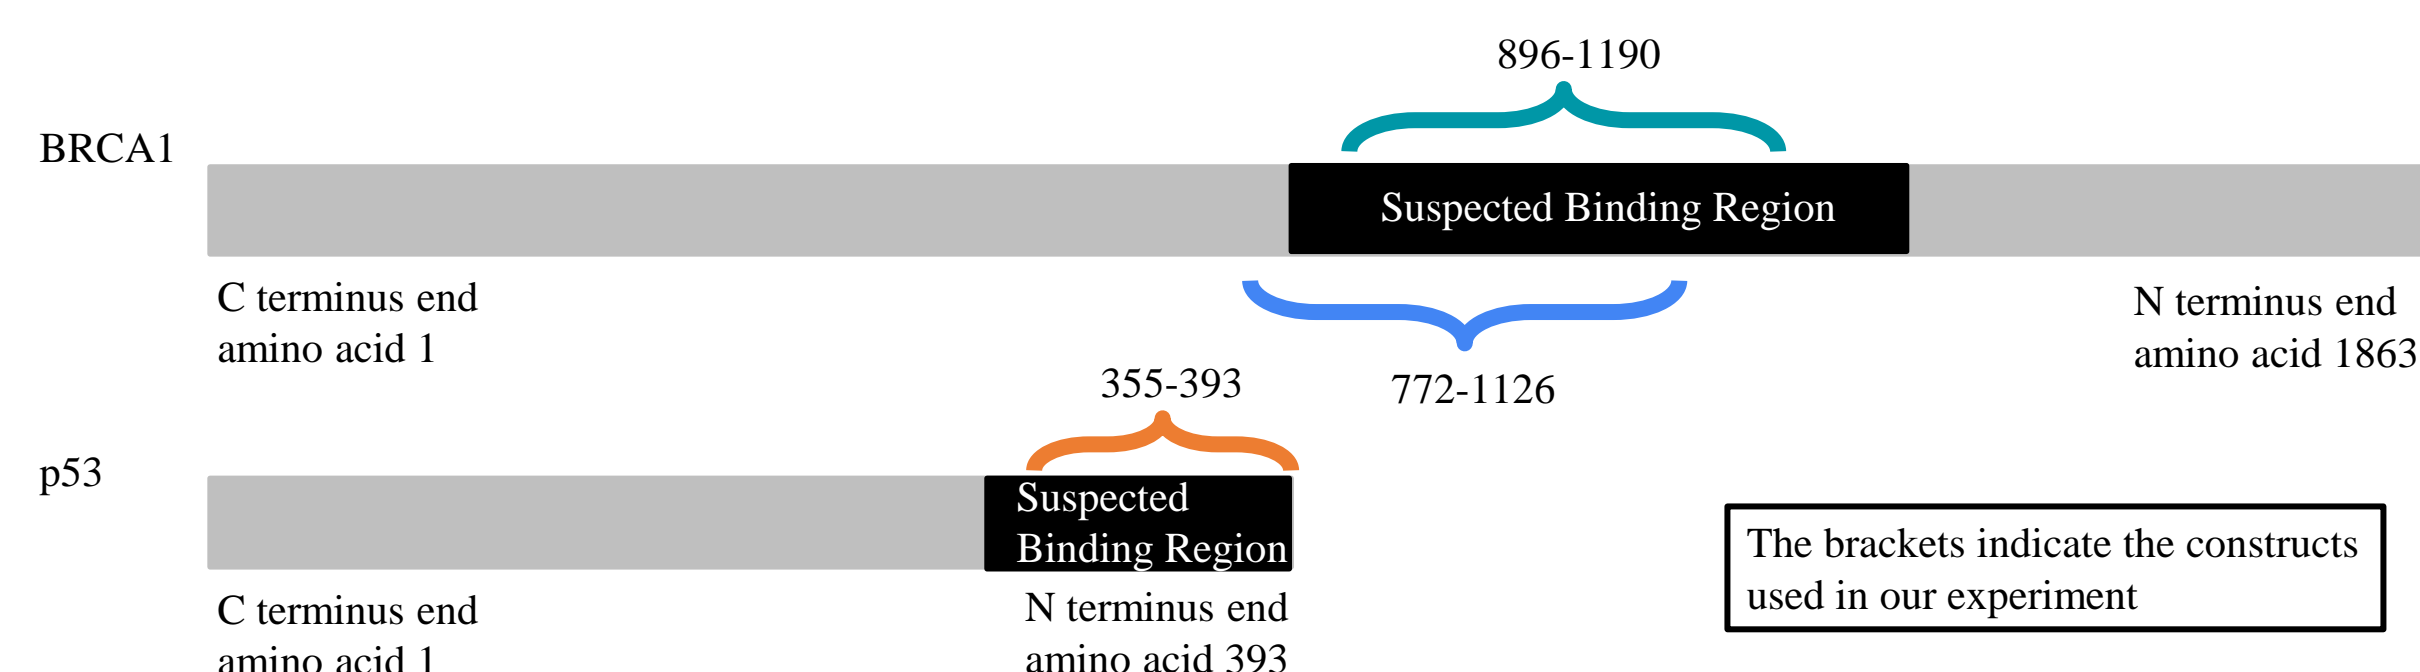 896-1190
BRCA1
Suspected Binding Region
C terminus end
amino acid 1
N terminus end
amino acid 1863
772-1126
355-393
p53
Suspected
Binding Region
C terminus end
amino acid 1
N terminus end
amino acid 393
The brackets indicate the constructs
used in our experiment